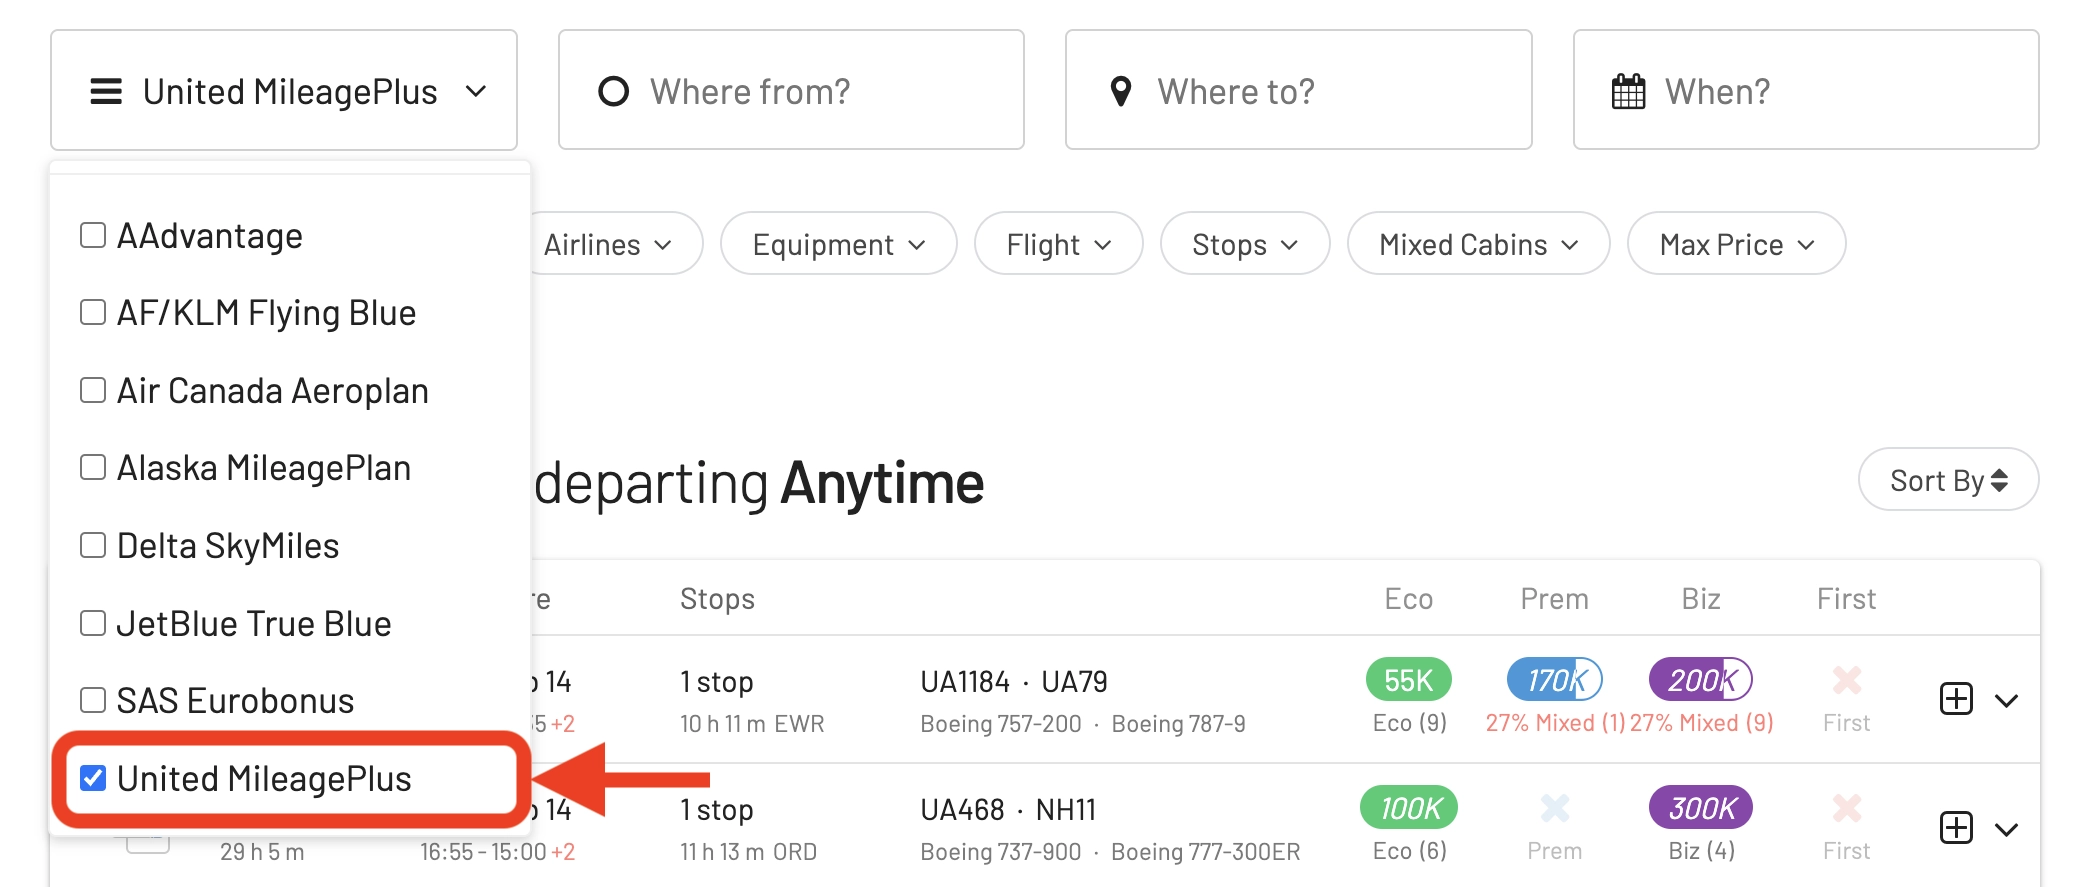 United MileagePlus
Where from?
Where to?
When?
AAdvantage
AF/KLM Flying Blue
Air Canada Aeroplan
Alaska MileagePlan
Delta SkyMiles
JetBlue True Blue
SAS Eurobonus
United MileagePlus
Airlines
Equipment
Flight
Stops
Mixed Cabins
Max Price
departing Anytime
Sort By
Stops Eco Prem Biz First
14 1 stop UA1184 · UA79 55K 170K 200K
+2 10 h 11 m EWR Boeing 757-200 · Boeing 787-9 Eco (9) 27% Mixed (1) 27% Mixed (9) First
14 1 stop UA468 · NH11 100K 300K
29 h 5 m 16:55 - 15:00 +2 11 h 13 m ORD Boeing 737-900 · Boeing 777-300ER Eco (6) Prem Biz (4) First